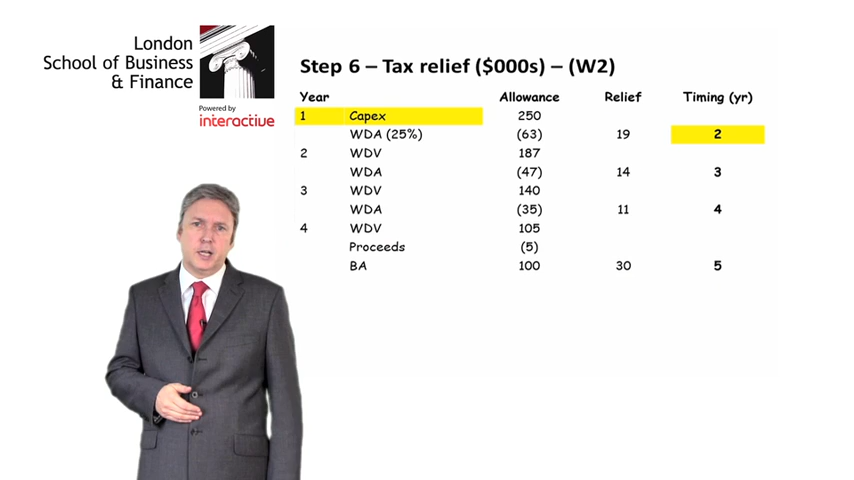 London
School of Business
& Finance
Powered by
interactive
Step 6 – Tax relief ($000s) – (W2)
Year Allowance Relief Timing (yr)
1 Capex 250
WDA (25%) (63) 19 2
2 WDV 187
WDA (47) 14 3
3 WDV 140
WDA (35) 11 4
4 WDV 105
Proceeds (5)
BA 100 30 5